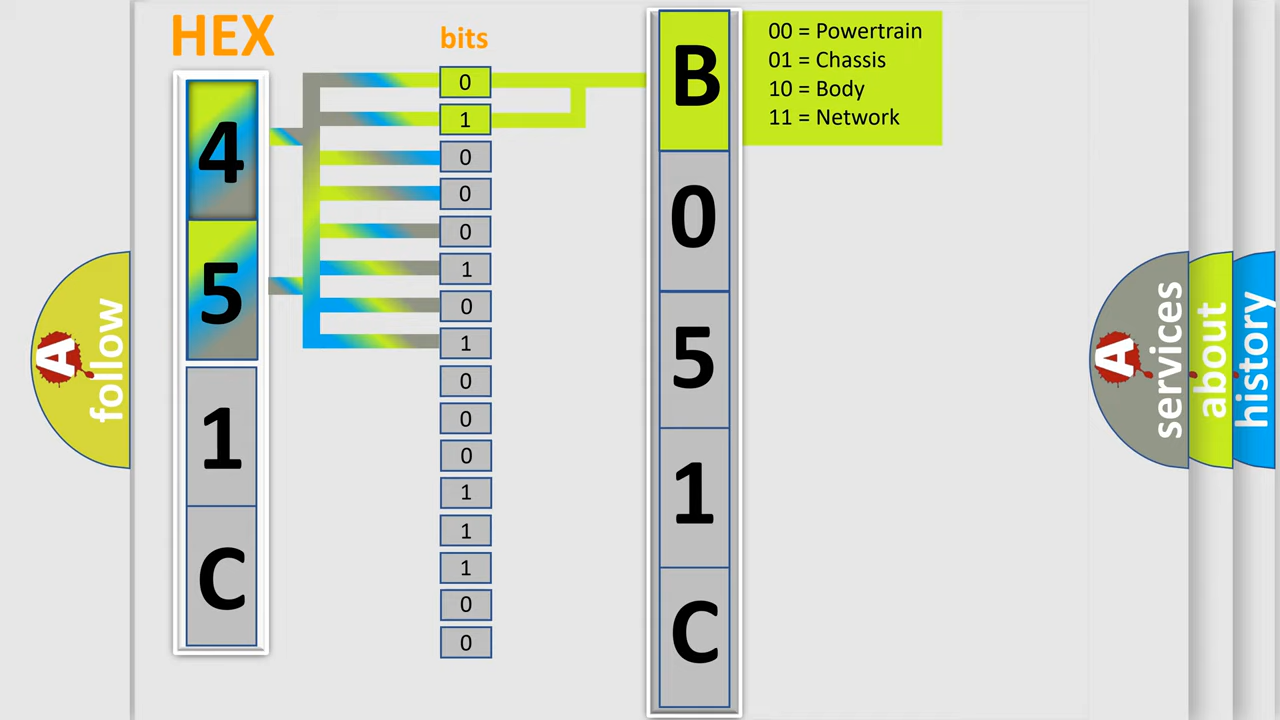 HEX
bits
4
5
1
C
0
1
0
0
0
1
0
1
0
0
0
1
1
1
0
0
B
0
5
1
C
00 = Powertrain
01 = Chassis
10 = Body
11 = Network
A
follow
A
services
about
history